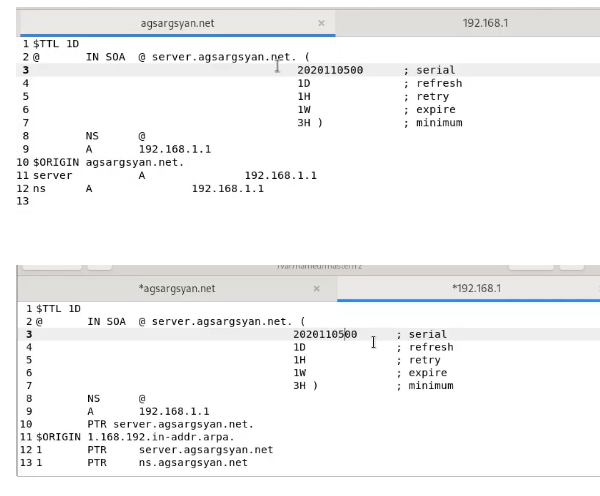 agsargsyan.net × 192.168.1
1 $TTL 1D
2 @ IN SOA @ server.agsargsyan.net. (
3 2020110500 ; serial
4 1D ; refresh
5 1H ; retry
6 1W ; expire
7 3H ) ; minimum
8 NS @
9 A 192.168.1.1
10 $ORIGIN agsargsyan.net.
11 server A 192.168.1.1
12 ns A 192.168.1.1
13
*agsargsyan.net × *192.168.1
1 $TTL 1D
2 @ IN SOA @ server.agsargsyan.net. (
3 2020110500 ; serial
4 1D ; refresh
5 1H ; retry
6 1W ; expire
7 3H ) ; minimum
8 NS @
9 A 192.168.1.1
10 PTR server.agsargsyan.net.
11 $ORIGIN 1.168.192.in-addr.arpa.
12 1 PTR server.agsargsyan.net
13 1 PTR ns.agsargsyan.net